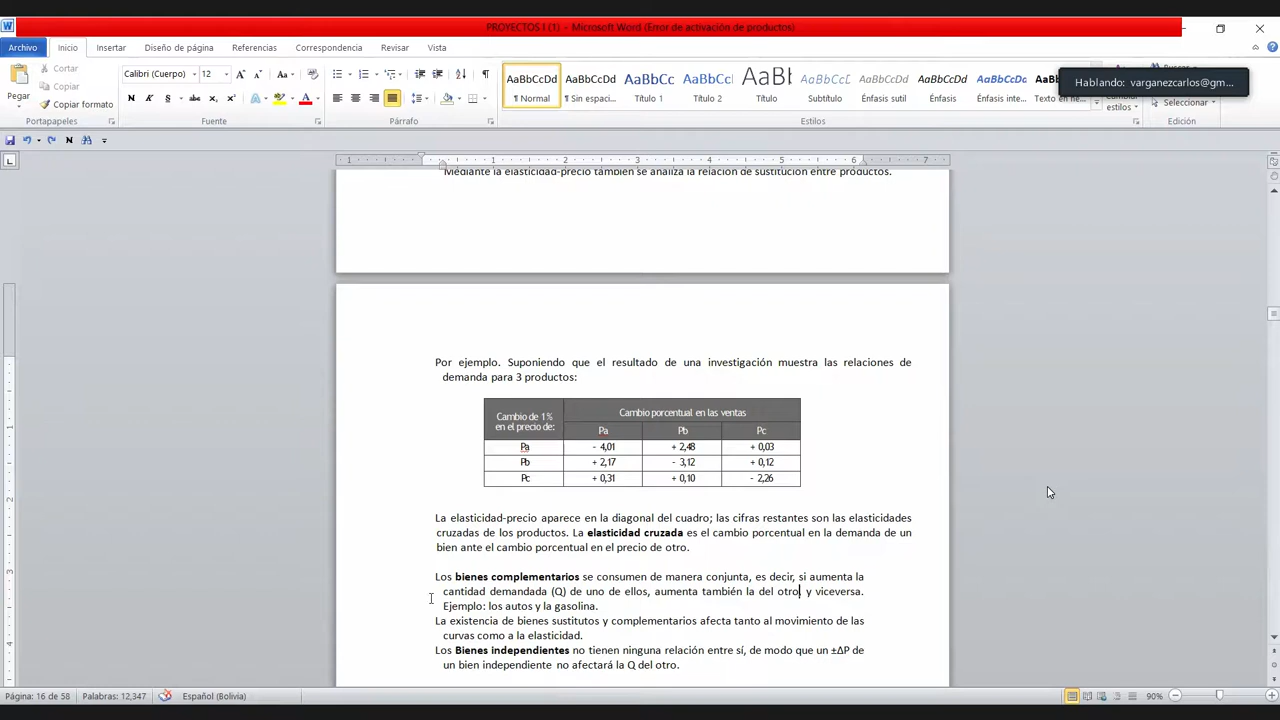 PROYECTOS I (1) - Microsoft Word (Error de activación de productos)
Archivo Inicio Insertar Diseño de página Referencias Correspondencia Revisar Vista
Pegar
Cortar
Copiar
Copiar formato
Portapapeles
Calibri (Cuerpo) 12
Fuente
Párrafo
AaBbCcDd AaBbCcDd AaBbCc AaBbCc AaBl AaBbCcDd AaBbCcDd AaBbCcDd AaBbCcDd
¶ Normal ¶ Sin espaci... Título 1 Título 2 Título Subtítulo Énfasis sutil Énfasis Énfasis inte... Texto en
Estilos
Hablando: varganezcarlos@gm...
estilos
Seleccionar
Edición
Mediante la elasticidad-precio también se analiza la relación de sustitución entre productos.
Por ejemplo. Suponiendo que el resultado de una investigación muestra las relaciones de
demanda para 3 productos:
Cambio de 1%
en el precio de:
Cambio porcentual en las ventas
Pa Pb Pc
Pa - 4,01 + 2,48 + 0,03
Pb + 2,17 - 3,12 + 0,12
Pc + 0,31 + 0,10 - 2,26
La elasticidad-precio aparece en la diagonal del cuadro; las cifras restantes son las elasticidades
cruzadas de los productos. La elasticidad cruzada es el cambio porcentual en la demanda de un
bien ante el cambio porcentual en el precio de otro.
Los bienes complementarios se consumen de manera conjunta, es decir, si aumenta la
cantidad demandada (Q) de uno de ellos, aumenta también la del otro, y viceversa.
Ejemplo: los autos y la gasolina.
La existencia de bienes sustitutos y complementarios afecta tanto al movimiento de las
curvas como a la elasticidad.
Los Bienes independientes no tienen ninguna relación entre sí, de modo que un ±ΔP de
un bien independiente no afectará la Q del otro.
Página: 16 de 58 Palabras: 12,347 Español (Bolivia) 90%